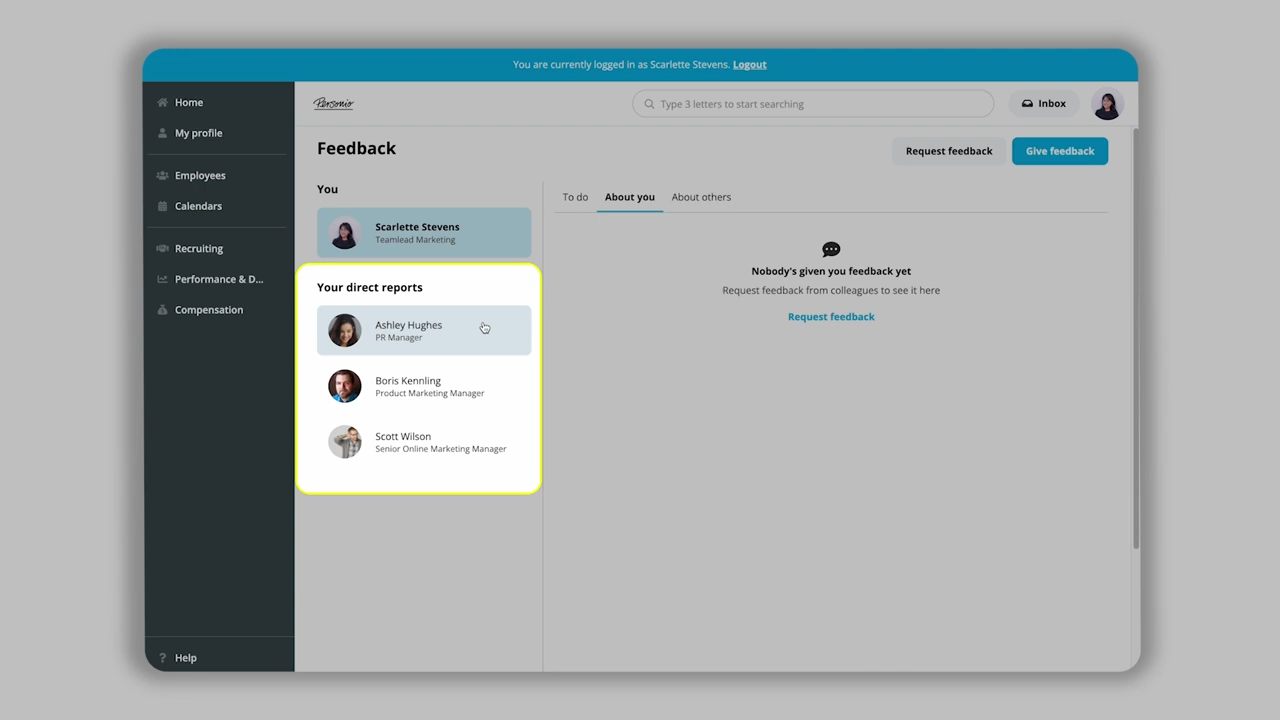 You are currently logged in as Scarlette Stevens. Logout
Home
My profile
Employees
Calendars
Recruiting
Performance & D...
Compensation
Help
Personio
Type 3 letters to start searching
Inbox
Feedback
Request feedback
Give feedback
You
Scarlette Stevens
Teamlead Marketing
Your direct reports
Ashley Hughes
PR Manager
Boris Kennling
Product Marketing Manager
Scott Wilson
Senior Online Marketing Manager
To do
About you
About others
Nobody's given you feedback yet
Request feedback from colleagues to see it here
Request feedback